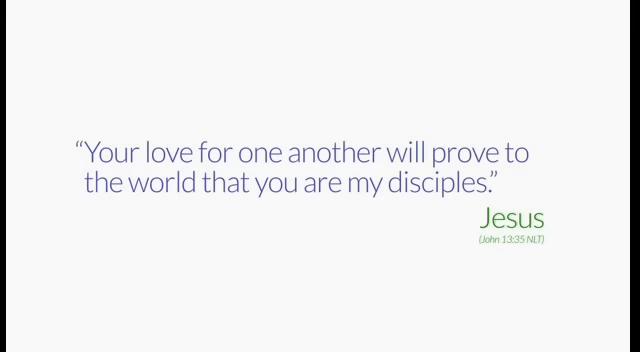 “Your love for one another will prove to
the world that you are my disciples.”
Jesus
(John 13:35 NLT)